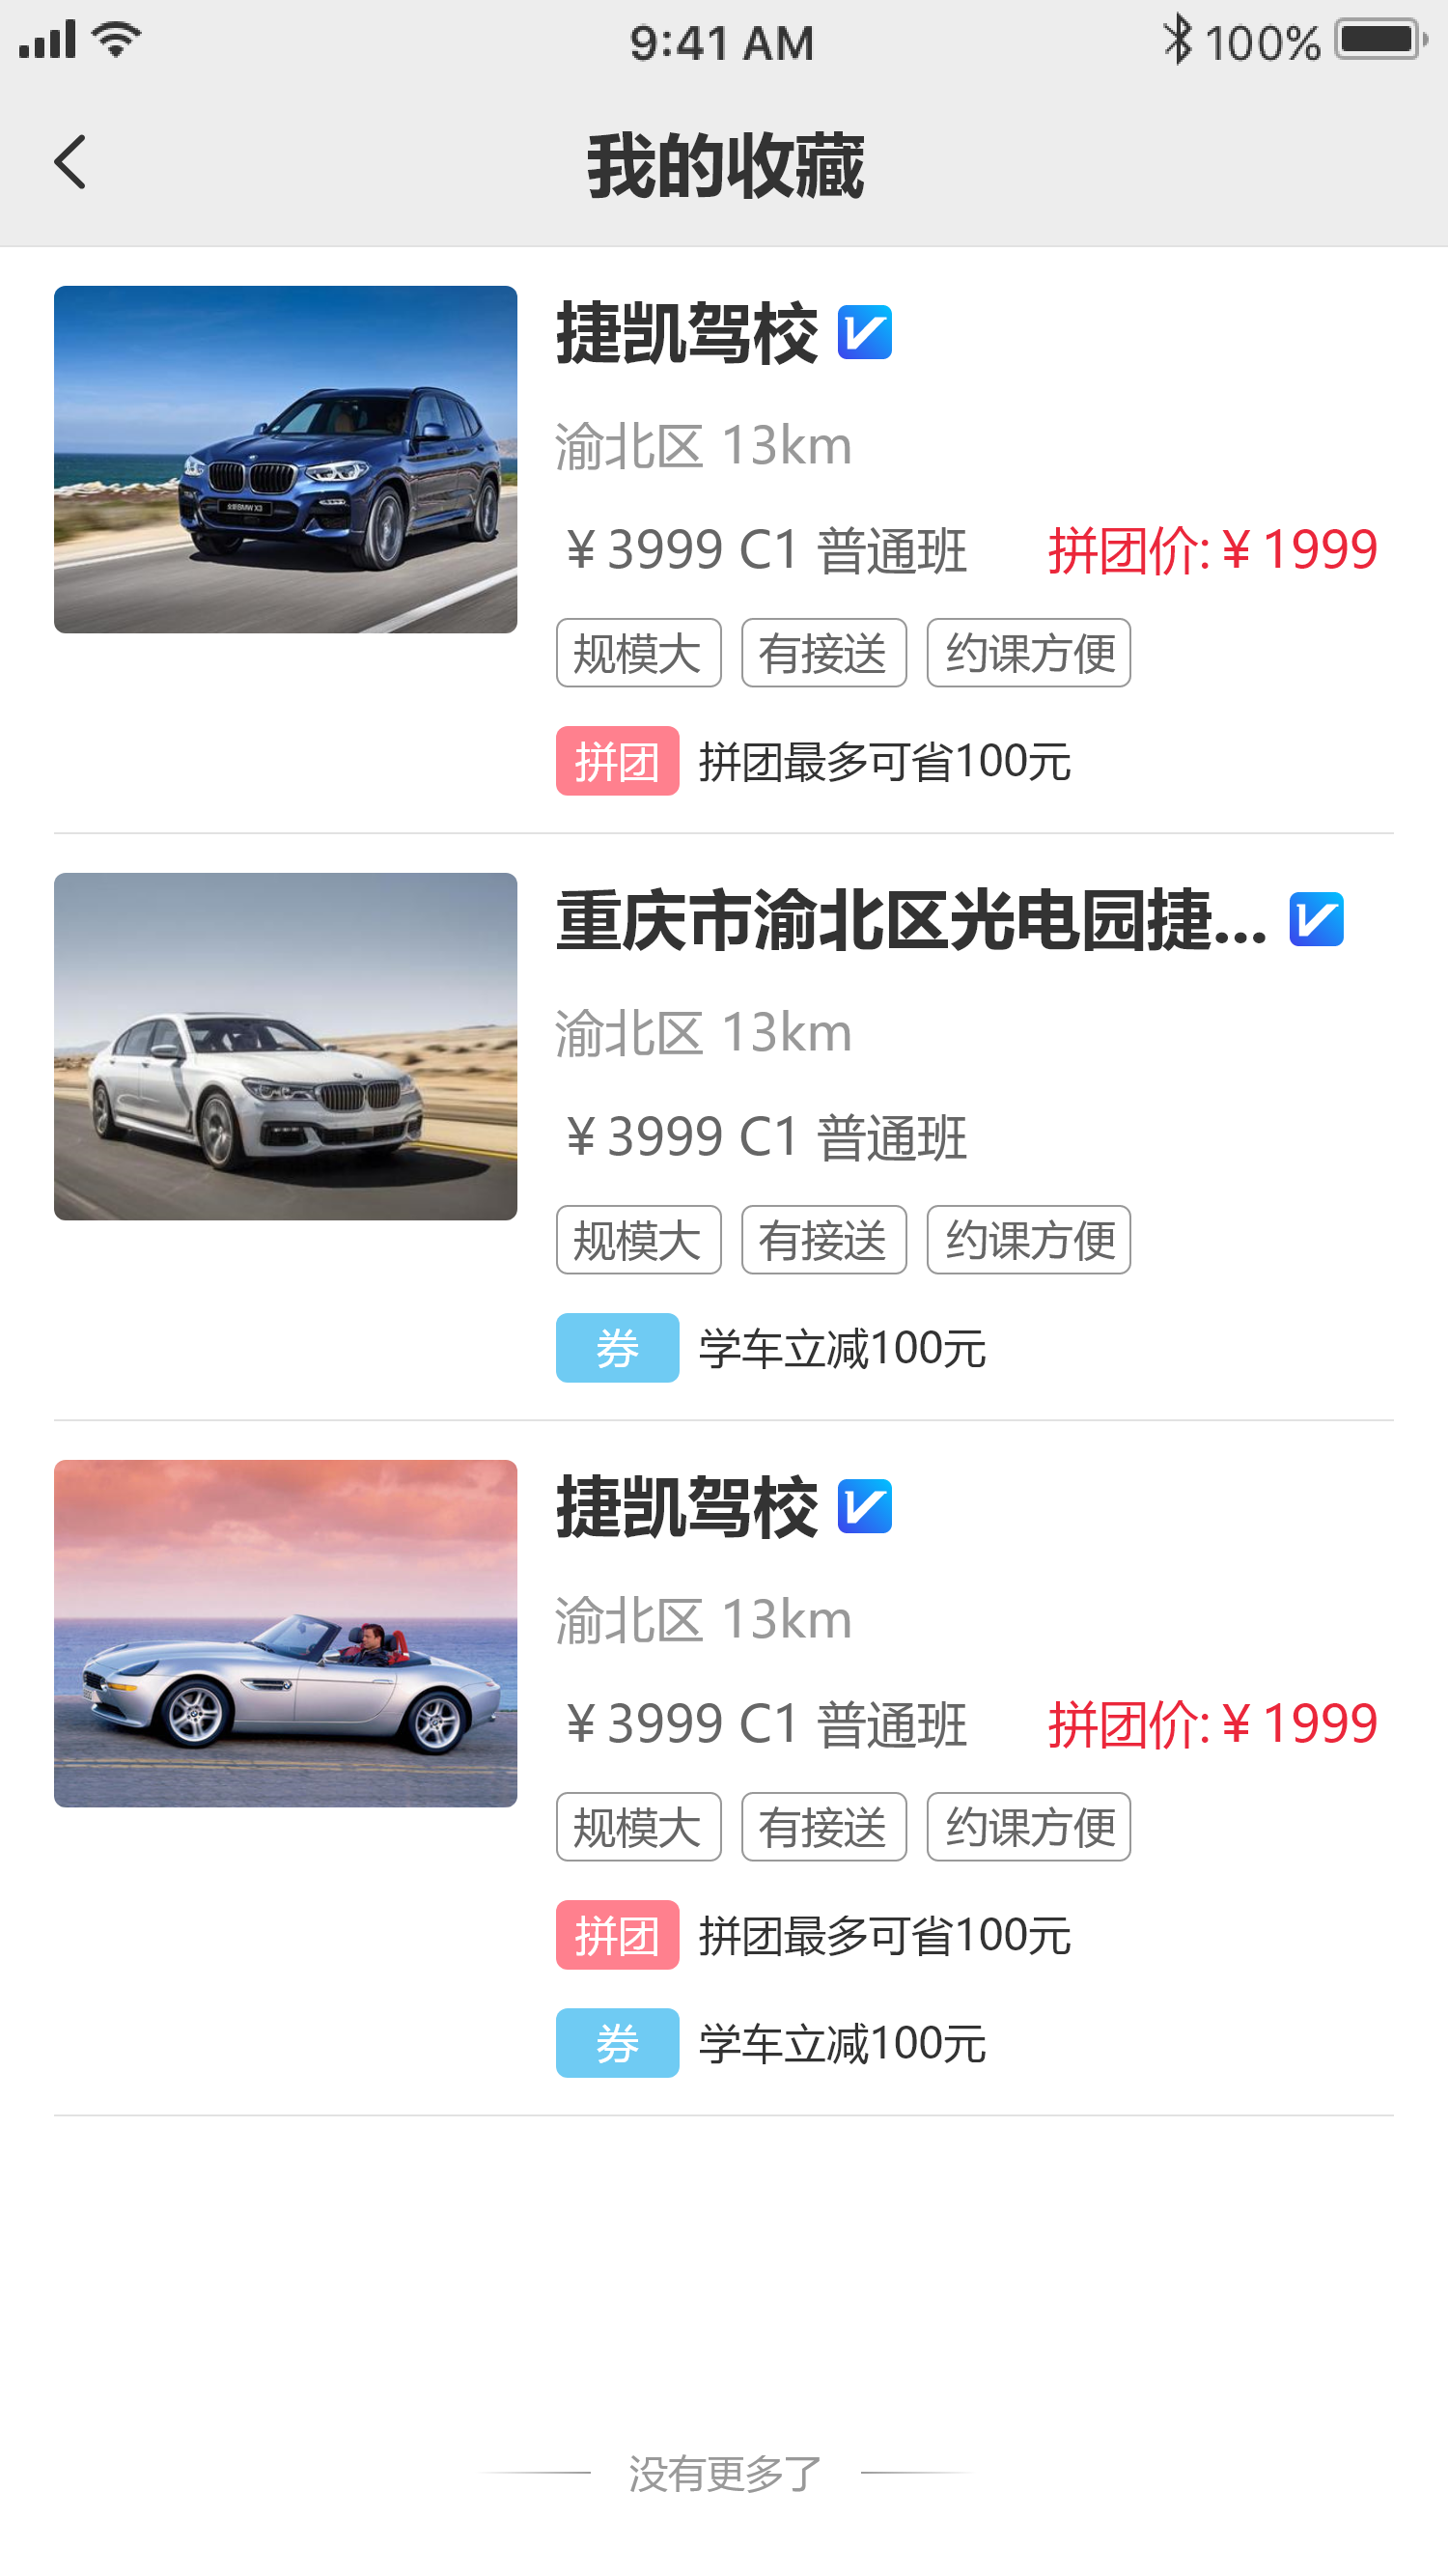 9:41 AM
100%
我的收藏
捷凯驾校
渝北区 13km
¥3999 C1 普通班 拼团价:¥1999
规模大 有接送 约课方便
拼团 拼团最多可省100元
重庆市渝北区光电园捷...
渝北区 13km
¥3999 C1 普通班
规模大 有接送 约课方便
券 学车立减100元
捷凯驾校
渝北区 13km
¥3999 C1 普通班 拼团价:¥1999
规模大 有接送 约课方便
拼团 拼团最多可省100元
券 学车立减100元
没有更多了